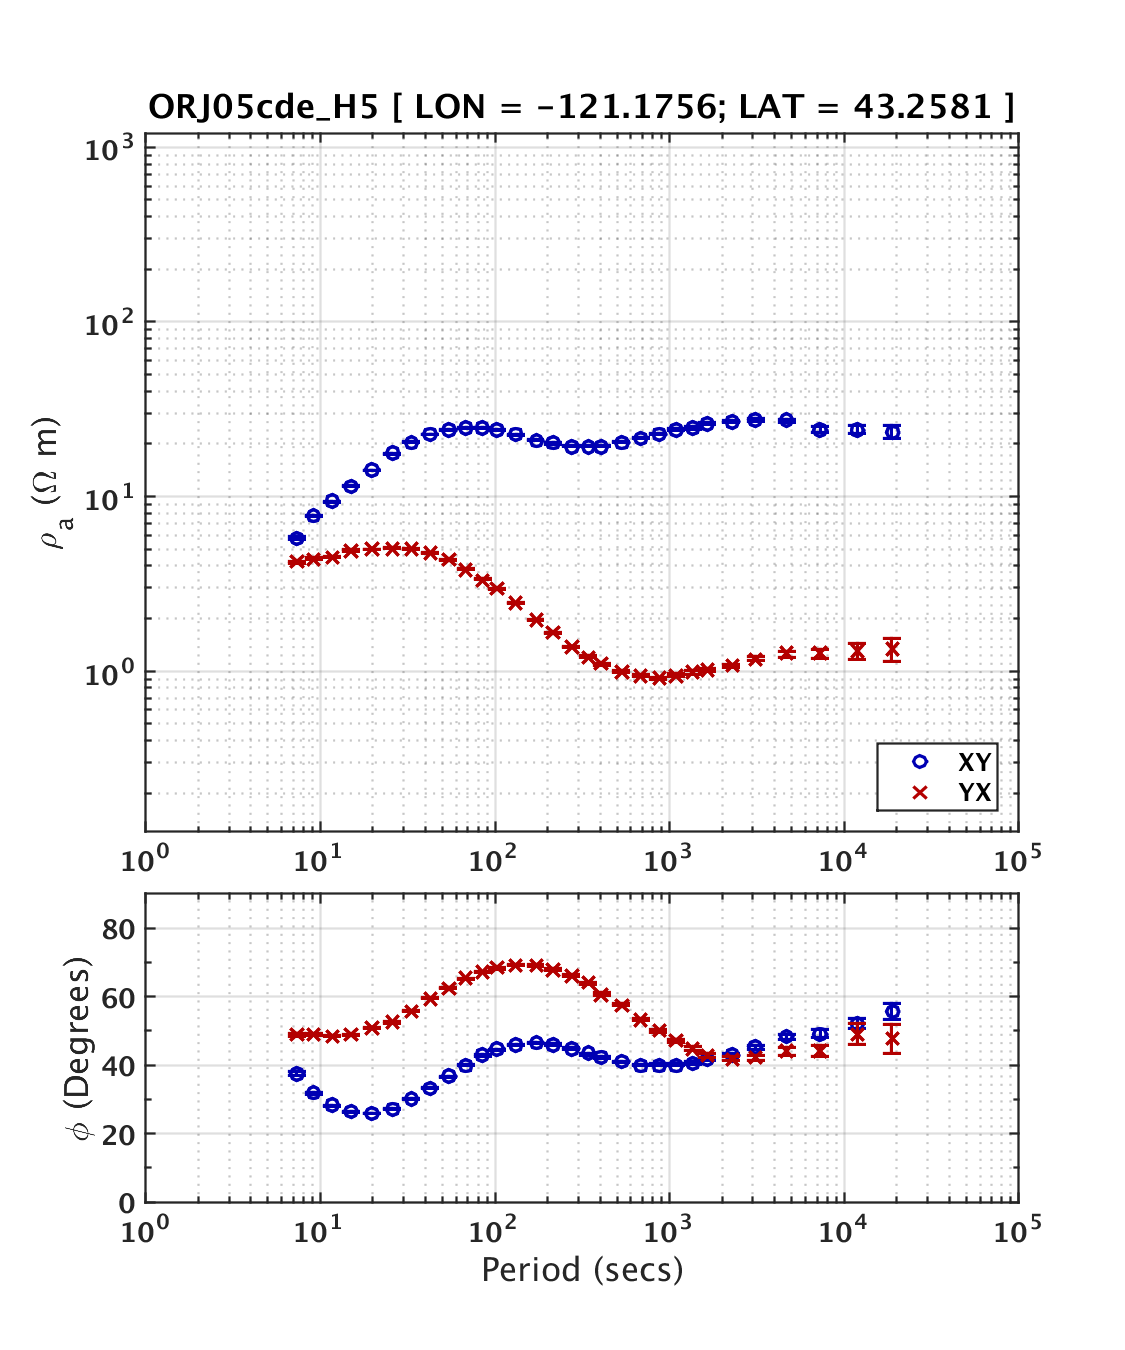 ORJ05cde_H5 [ LON = −121.1756; LAT = 43.2581 ]
10³
10²
10¹
10⁰
ρₐ (Ω m)
XY
YX
10⁰ 10¹ 10² 10³ 10⁴ 10⁵
80
60
40
20
0
ϕ (Degrees)
10⁰ 10¹ 10² 10³ 10⁴ 10⁵
Period (secs)